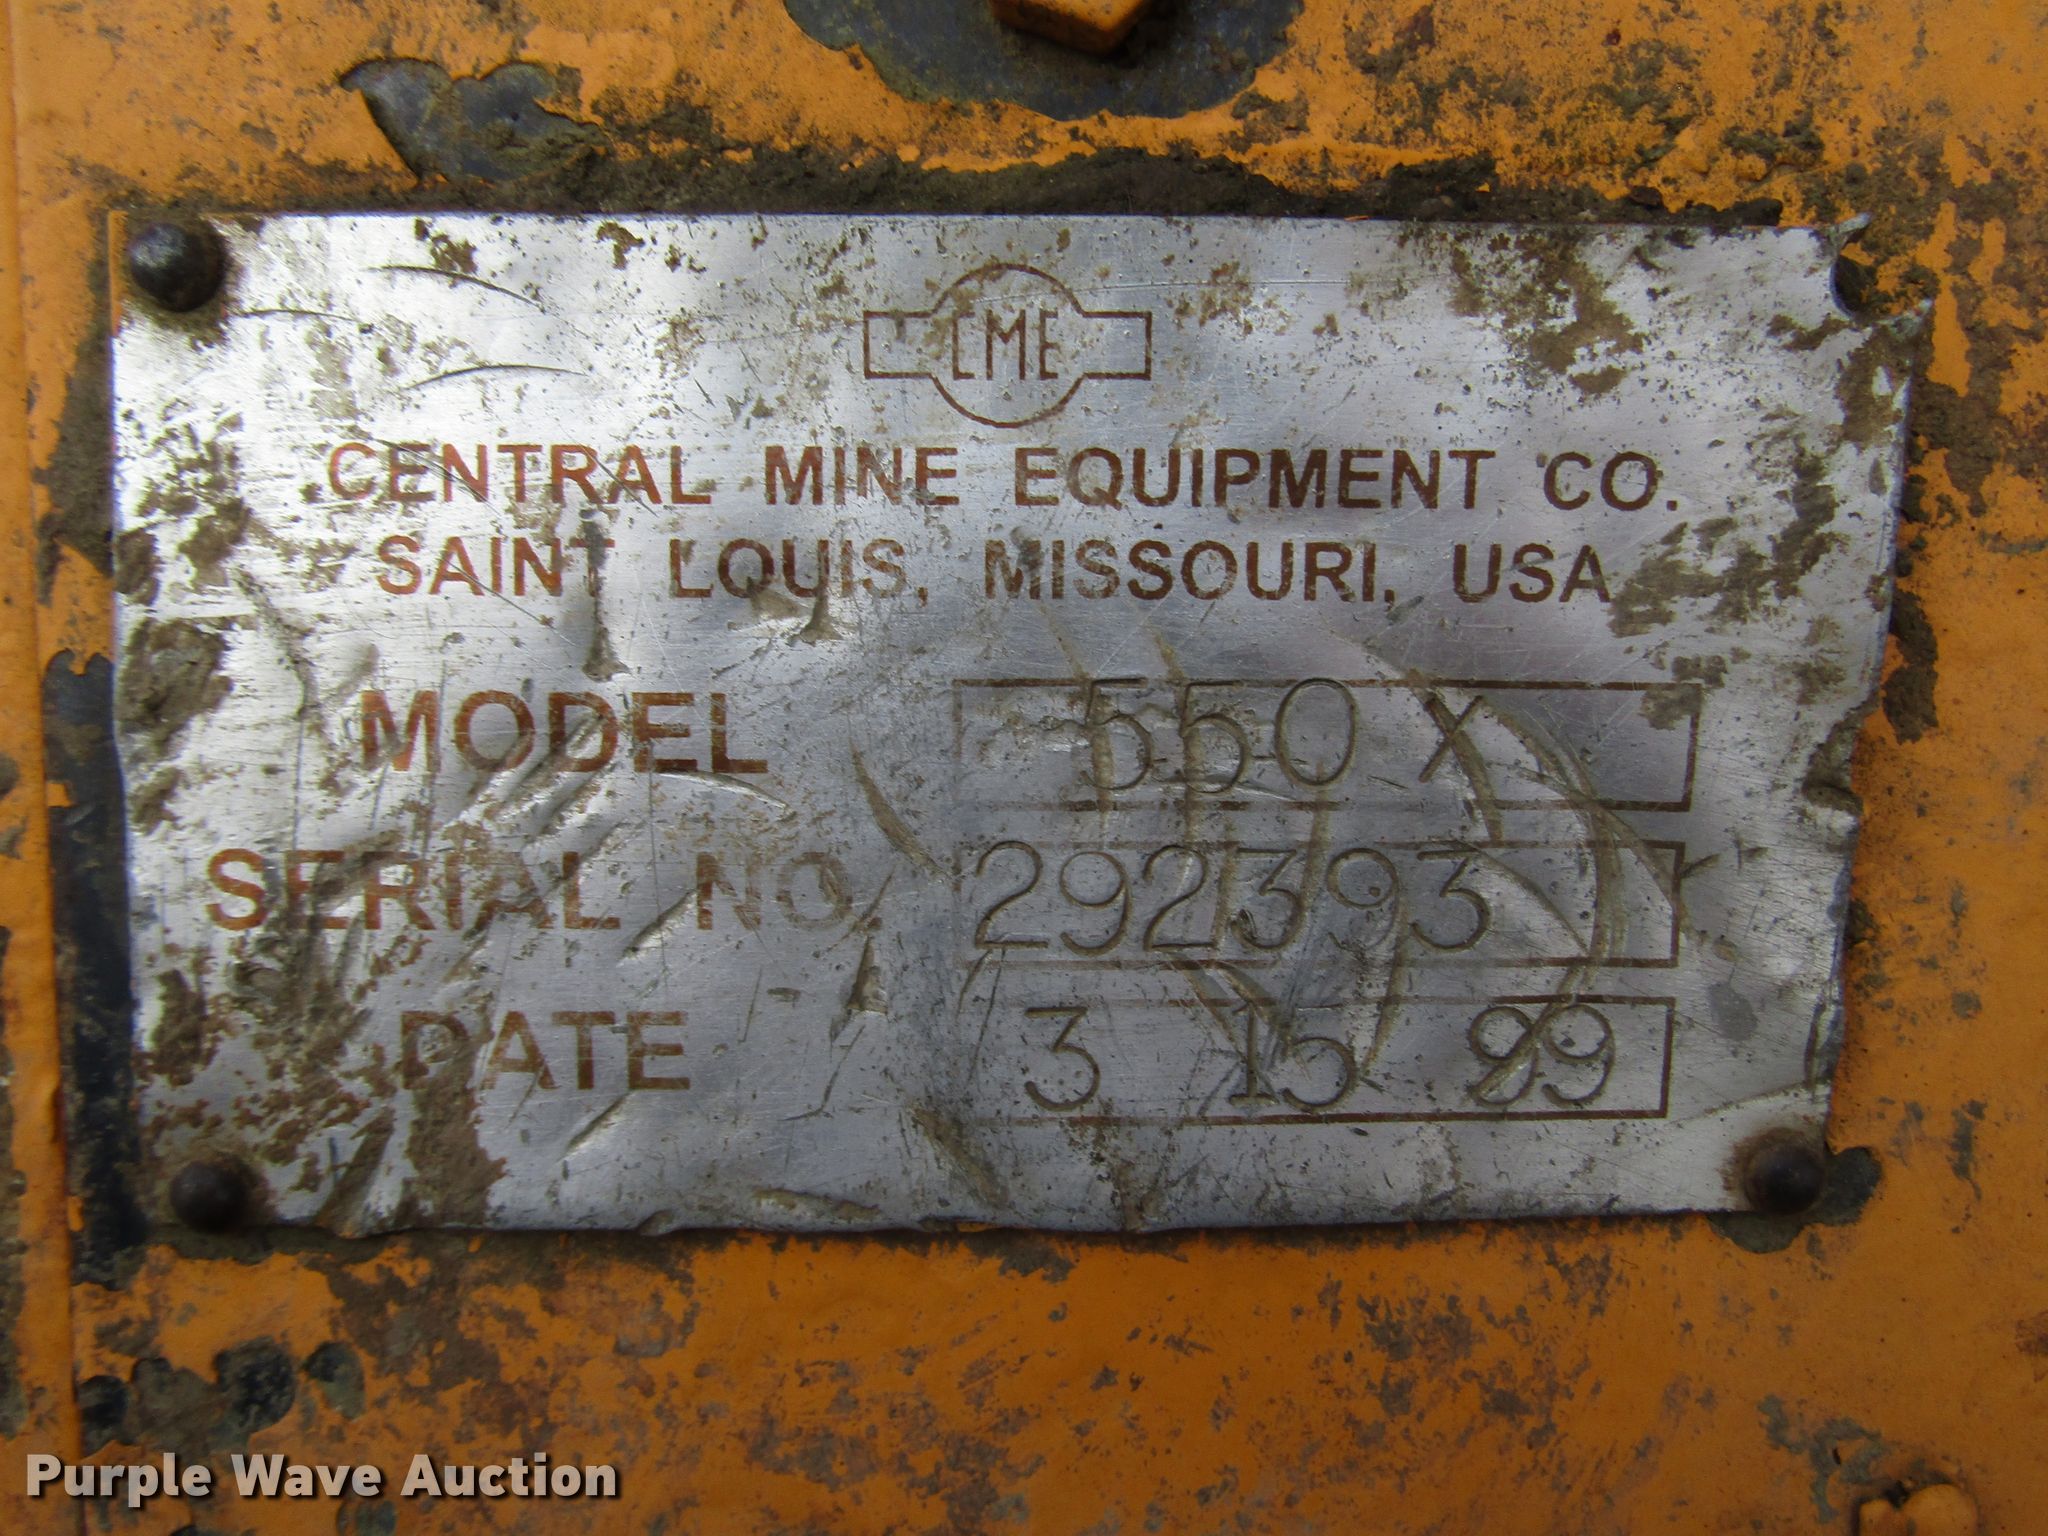 CME
CENTRAL MINE EQUIPMENT CO.
SAINT LOUIS, MISSOURI, USA
MODEL 550 X
SERIAL NO. 292393
DATE 3 15 99
Purple Wave Auction